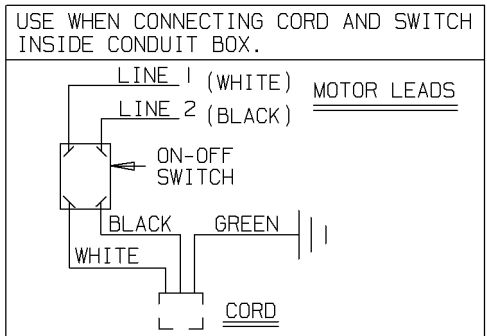 USE WHEN CONNECTING CORD AND SWITCH
INSIDE CONDUIT BOX.
LINE 1 (WHITE)
MOTOR LEADS
LINE 2 (BLACK)
ON-OFF
SWITCH
BLACK
GREEN
WHITE
CORD